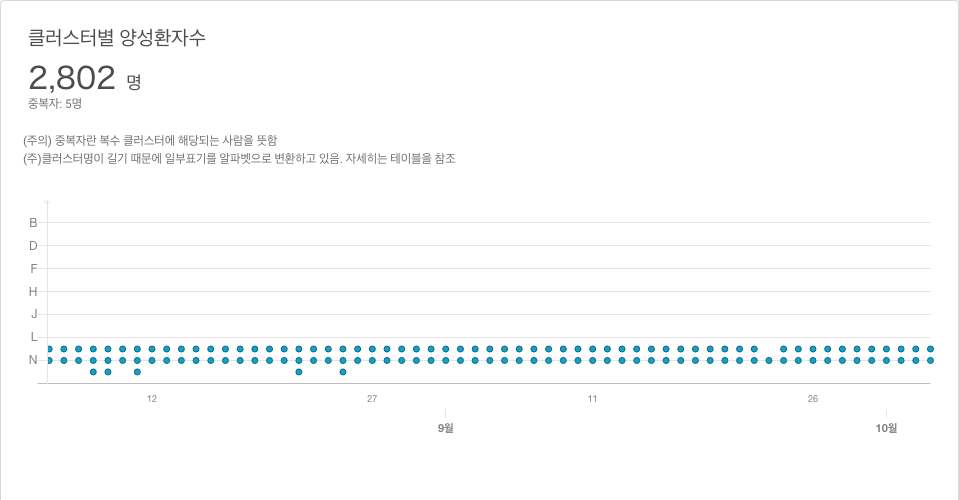 클러스터별 양성환자수
2,802 명
중복자: 5명
(주의) 중복자란 복수 클러스터에 해당되는 사람을 뜻함
(주)클러스터명이 길기 때문에 일부표기를 알파벳으로 변환하고 있음. 자세히는 테이블을 참조
B
D
F
H
J
L
N
12 27 11 26
9월 10월